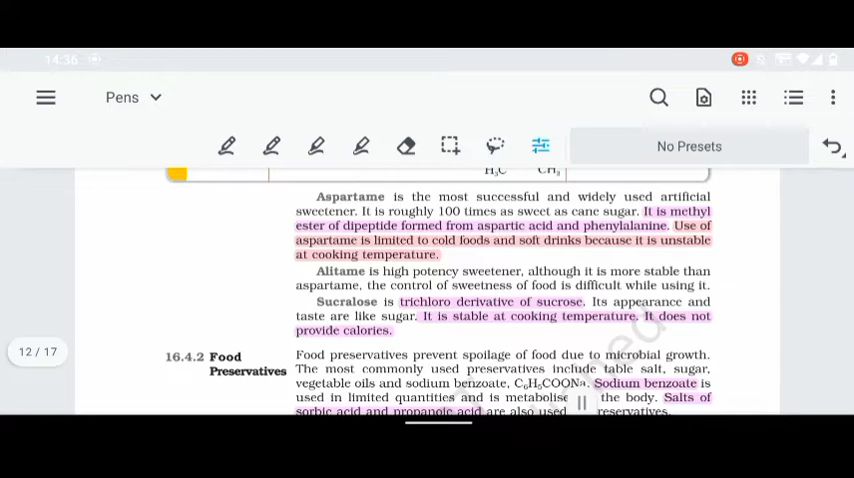 14:36
Pens
No Presets
H₃C CH₃
Aspartame is the most successful and widely used artificial
sweetener. It is roughly 100 times as sweet as cane sugar. It is methyl
ester of dipeptide formed from aspartic acid and phenylalanine. Use of
aspartame is limited to cold foods and soft drinks because it is unstable
at cooking temperature.
Alitame is high potency sweetener, although it is more stable than
aspartame, the control of sweetness of food is difficult while using it.
Sucralose is trichloro derivative of sucrose. Its appearance and
taste are like sugar. It is stable at cooking temperature. It does not
provide calories.
12 / 17
16.4.2 Food
Preservatives
Food preservatives prevent spoilage of food due to microbial growth.
The most commonly used preservatives include table salt, sugar,
vegetable oils and sodium benzoate, C₆H₅COONa. Sodium benzoate is
used in limited quantities and is metabolise the body. Salts of
sorbic acid and propanoic acid are also used reservatives.